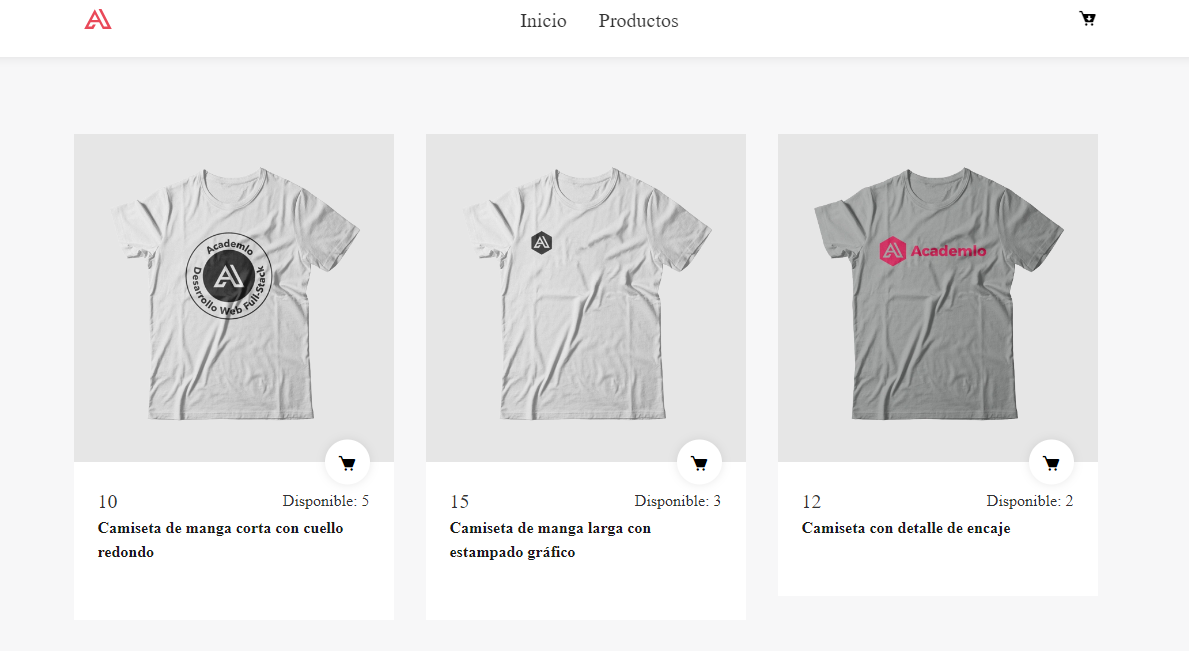 Inicio Productos
Academlo
Desarrollo Web Full-Stack
Academlo
10 Disponible: 5
Camiseta de manga corta con cuello
redondo
15 Disponible: 3
Camiseta de manga larga con
estampado gráfico
12 Disponible: 2
Camiseta con detalle de encaje